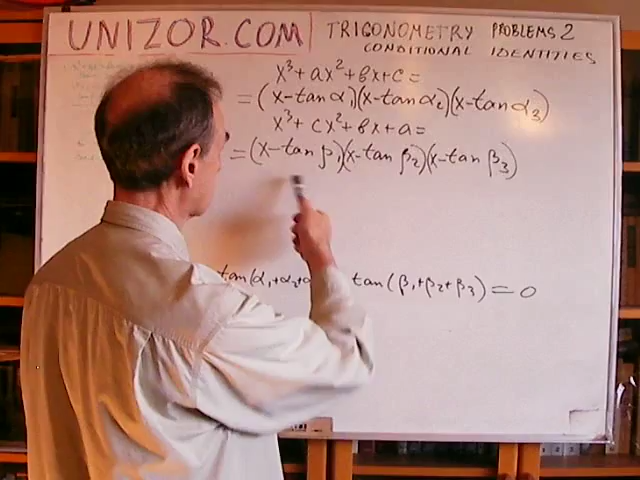 UNIZOR.COM | TRIGONOMETRY PROBLEMS 2
CONDITIONAL IDENTITIES
x³+ax²+bx+c=
=(x-tan α₁)(x-tan α₂)(x-tan α₃)
x³+cx²+bx+a=
=(x-tan β₁)(x-tan β₂)(x-tan β₃)
tan(α₁+α₂+α tan(β₁+β₂+β₃)=0